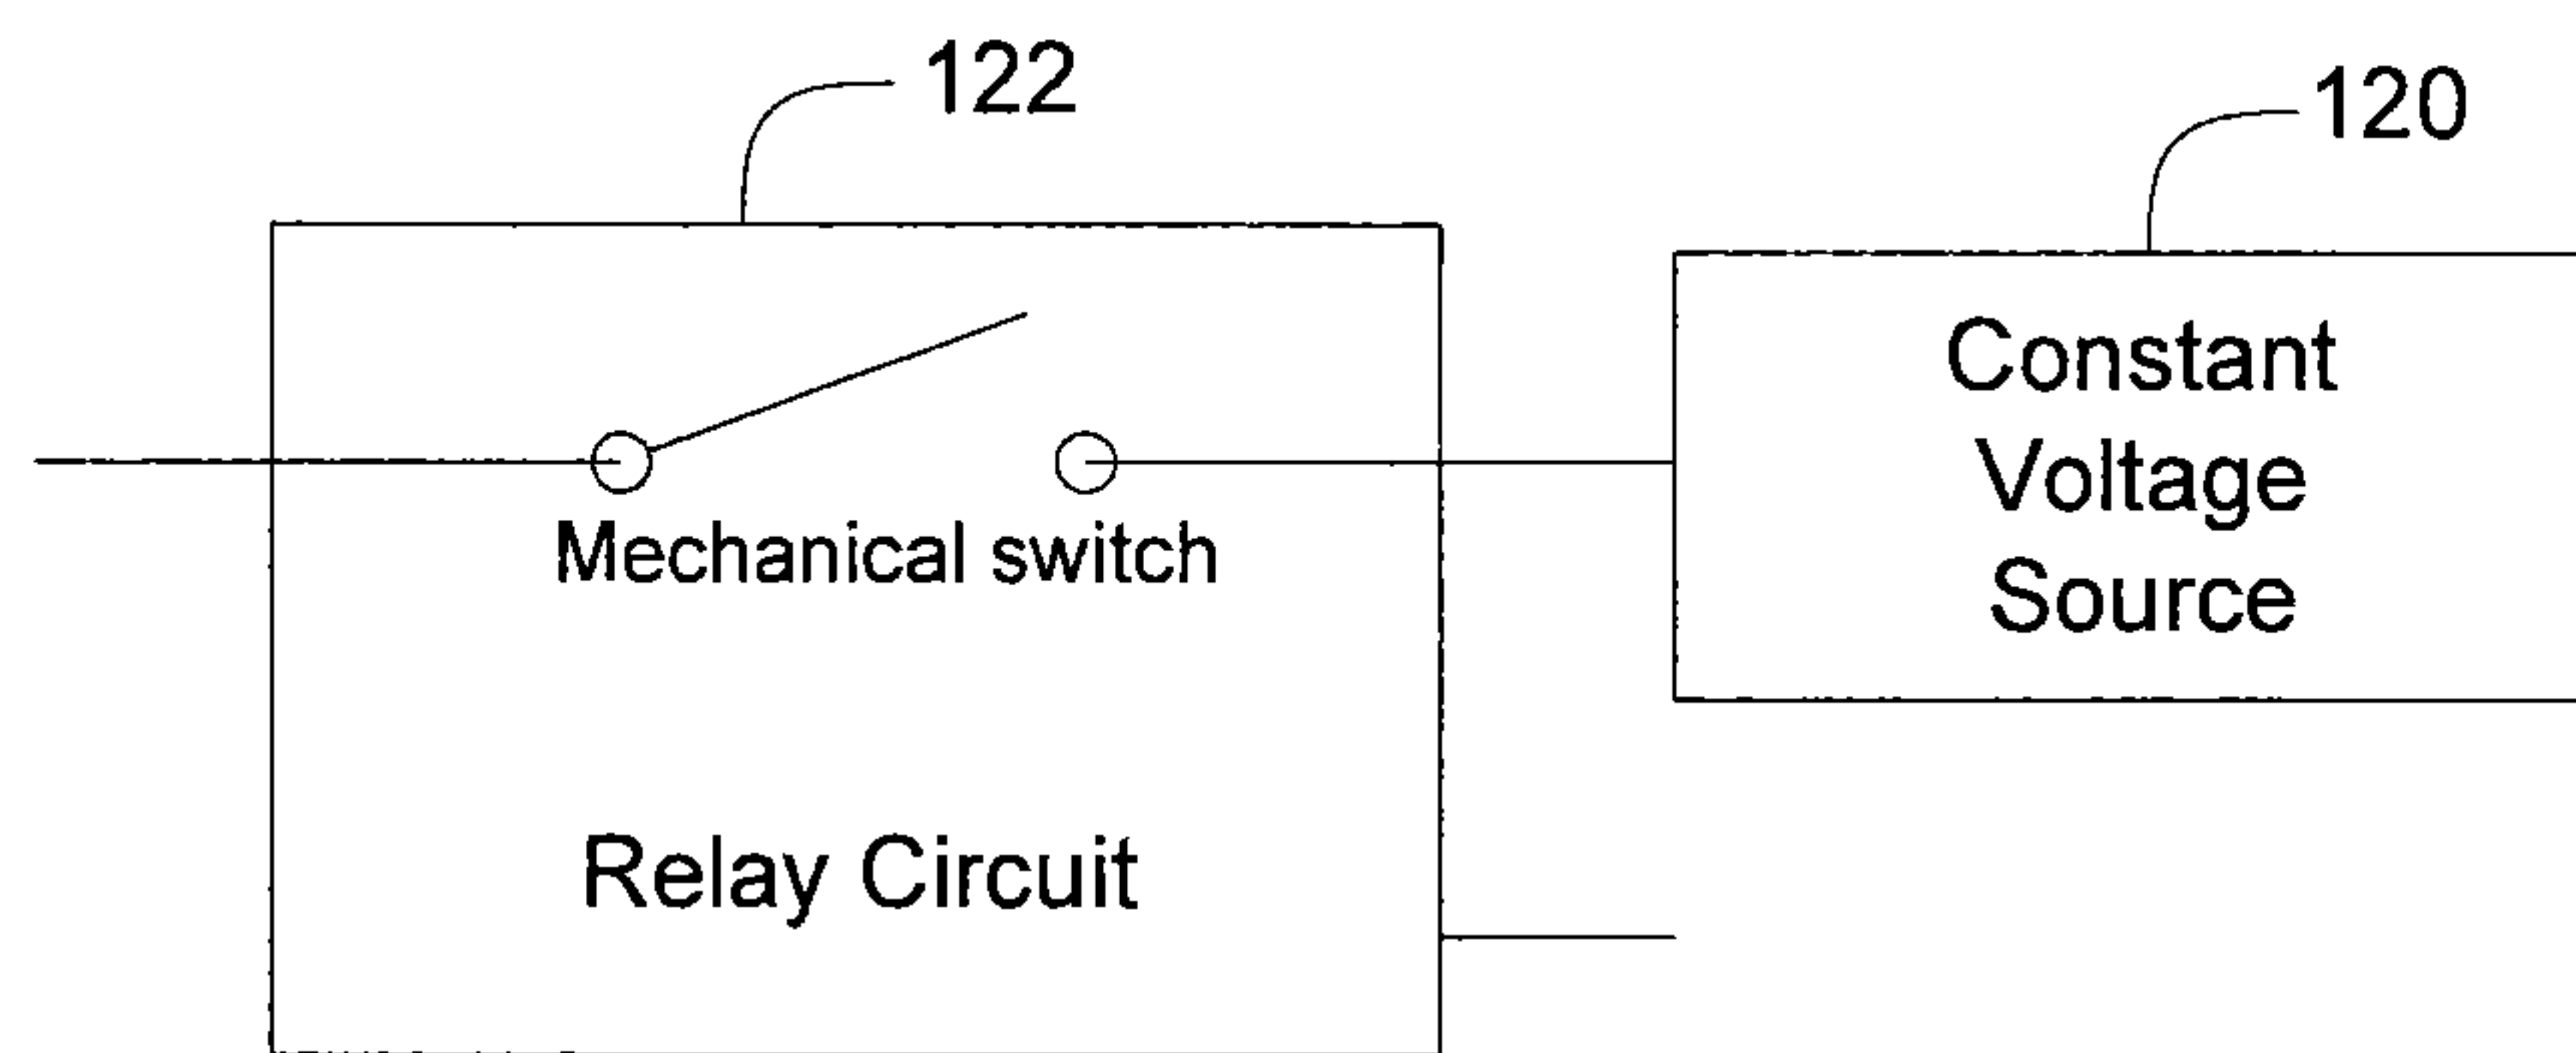 122
120
Constant
Voltage
Source
Mechanical switch
Relay Circuit